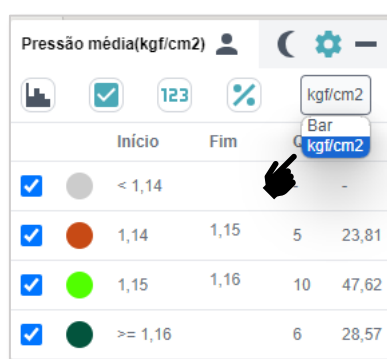 Pressão média(kgf/cm2)
123 % kgf/cm2
Bar
kgf/cm2
Início Fim
< 1,14 - -
1,14 1,15 5 23,81
1,15 1,16 10 47,62
>= 1,16 6 28,57